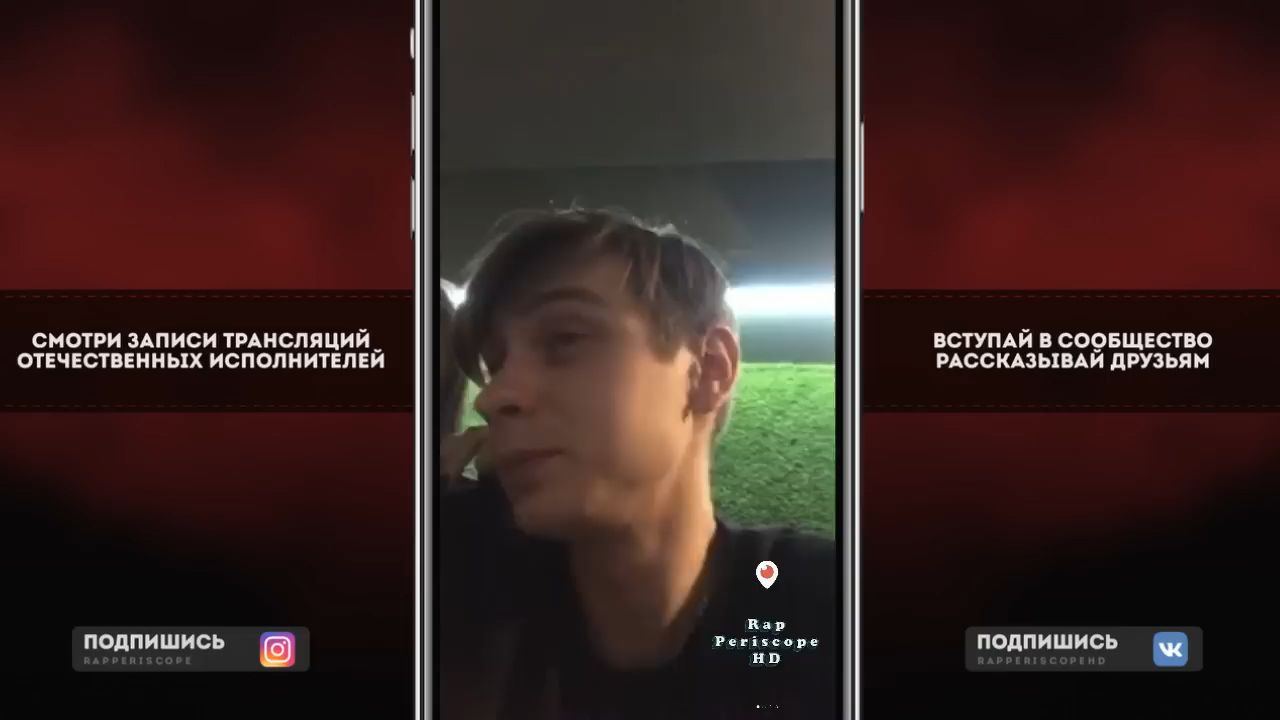 СМОТРИ ЗАПИСИ ТРАНСЛЯЦИЙ
ОТЕЧЕСТВЕННЫХ ИСПОЛНИТЕЛЕЙ
ВСТУПАЙ В СООБЩЕСТВО
РАССКАЗЫВАЙ ДРУЗЬЯМ
Rap
Periscope
HD
ПОДПИШИСЬ
RAPPERISCOPE
ПОДПИШИСЬ
RAPPERISCOPEHD